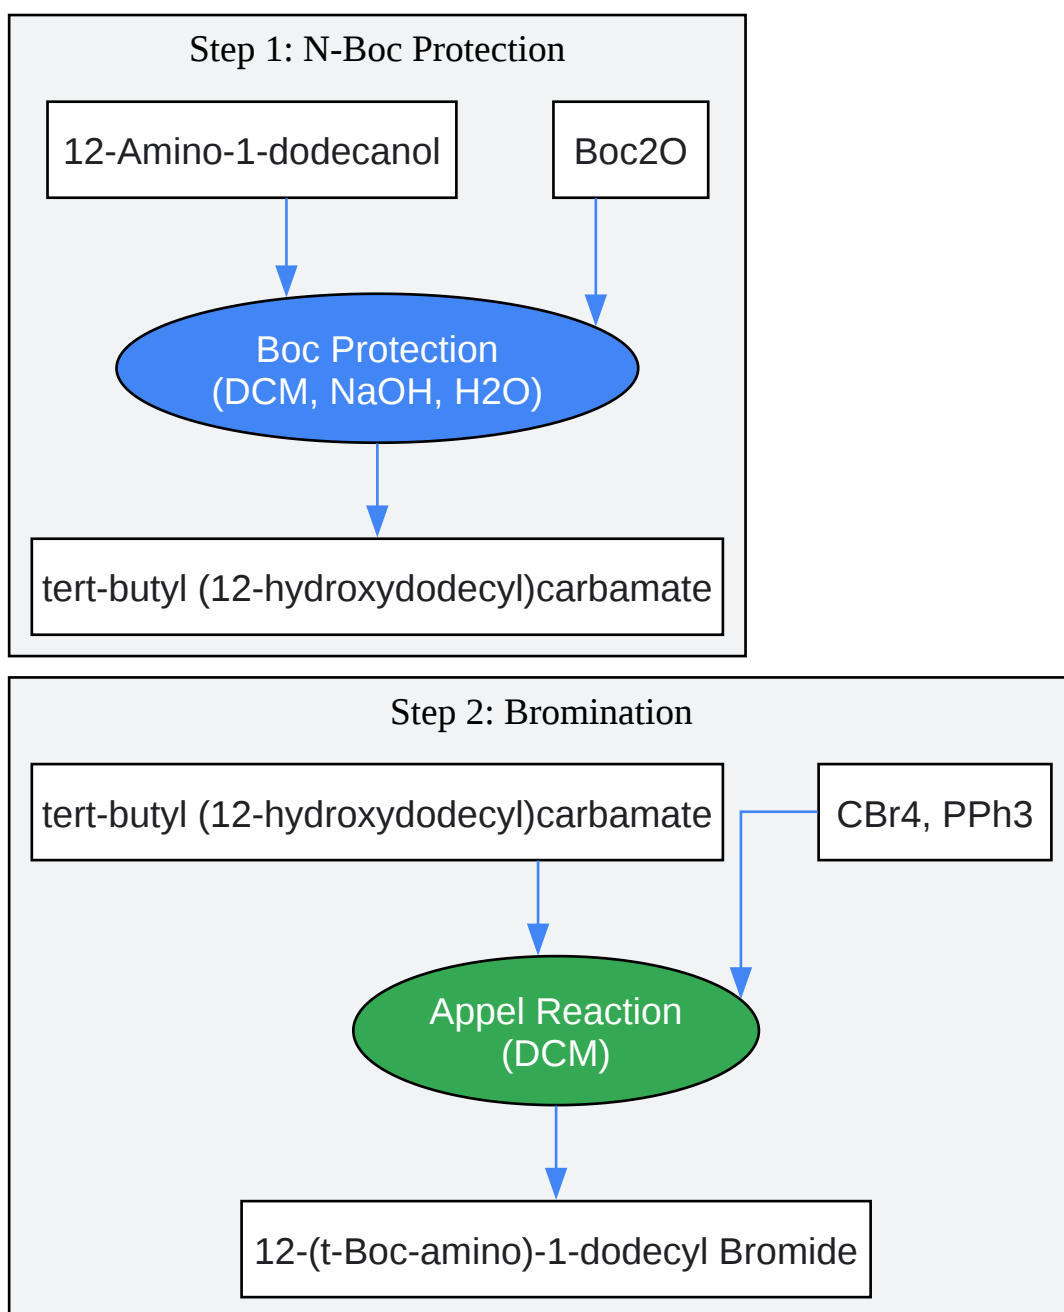 Step 1: N-Boc Protection
12-Amino-1-dodecanol
Boc2O
Boc Protection
(DCM, NaOH, H2O)
tert-butyl (12-hydroxydodecyl)carbamate
Step 2: Bromination
tert-butyl (12-hydroxydodecyl)carbamate
CBr4, PPh3
Appel Reaction
(DCM)
12-(t-Boc-amino)-1-dodecyl Bromide